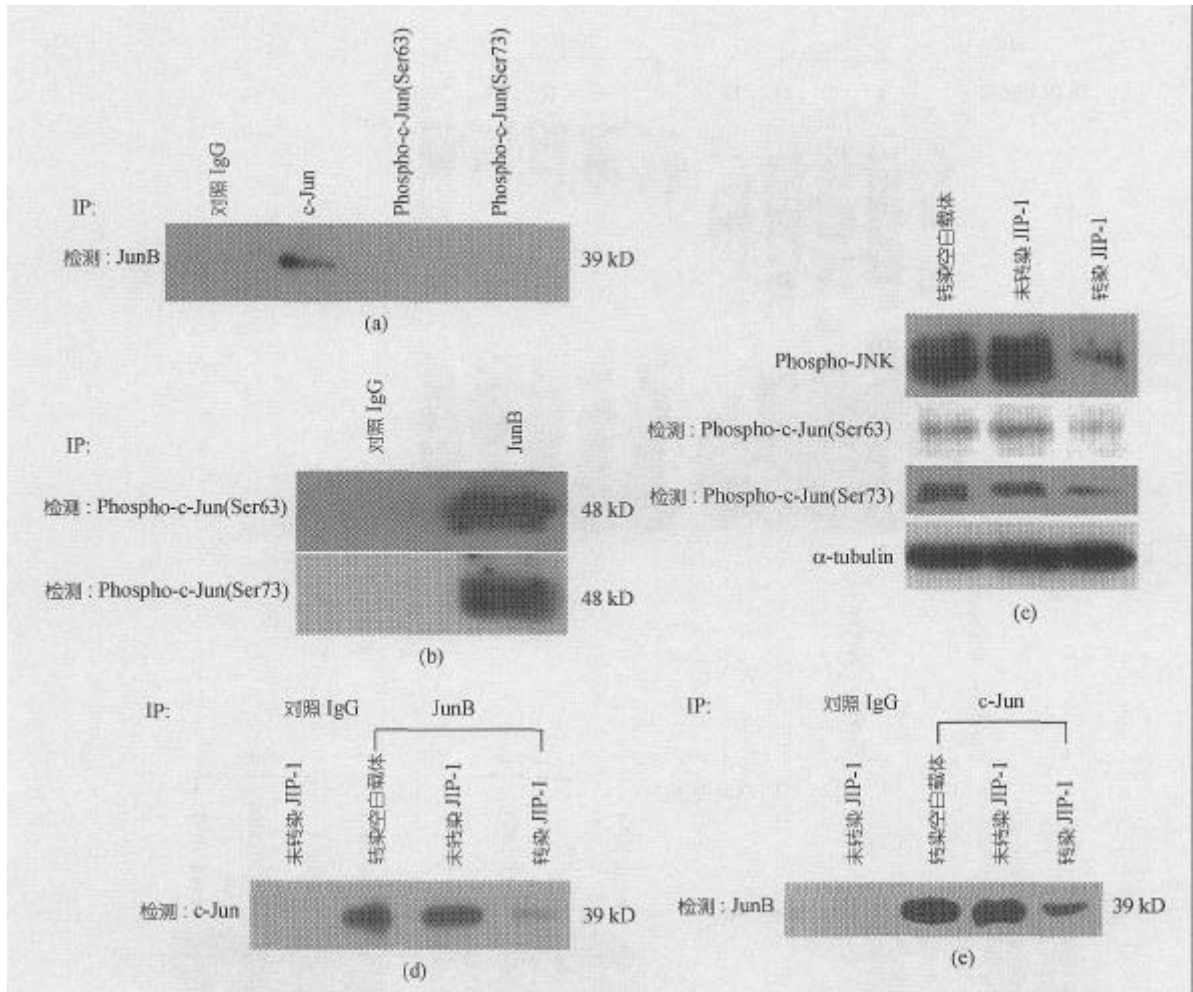 IP:
对照 IgG
c-Jun
Phospho-c-Jun(Ser63)
Phospho-c-Jun(Ser73)
检测 : JunB
39 kD
(a)
IP:
对照 IgG
JunB
检测 : Phospho-c-Jun(Ser63)
48 kD
检测 : Phospho-c-Jun(Ser73)
48 kD
(b)
转染空白载体
未转染 JIP-1
转染 JIP-1
Phospho-JNK
检测 : Phospho-c-Jun(Ser63)
检测 : Phospho-c-Jun(Ser73)
α-tubulin
(c)
IP:
对照 IgG
JunB
未转染 JIP-1
转染空白载体
未转染 JIP-1
转染 JIP-1
检测 : c-Jun
39 kD
(d)
IP:
对照 IgG
c-Jun
未转染 JIP-1
转染空白载体
未转染 JIP-1
转染 JIP-1
检测 : JunB
39 kD
(e)